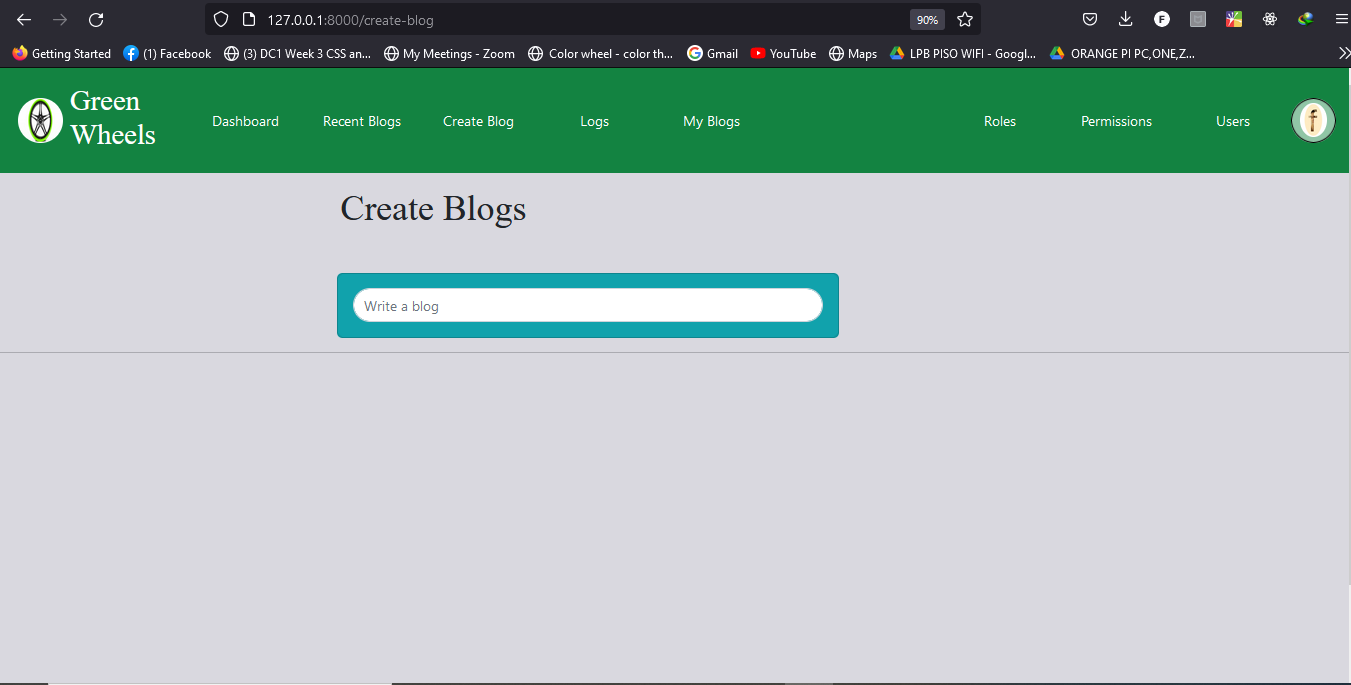 127.0.0.1:8000/create-blog 90% F
Getting Started (1) Facebook (3) DC1 Week 3 CSS an... My Meetings - Zoom Color wheel - color th... Gmail YouTube Maps LPB PISO WIFI - Googl... ORANGE PI PC,ONE,Z...
Green
Wheels
Dashboard Recent Blogs Create Blog Logs My Blogs Roles Permissions Users f
Create Blogs
Write a blog